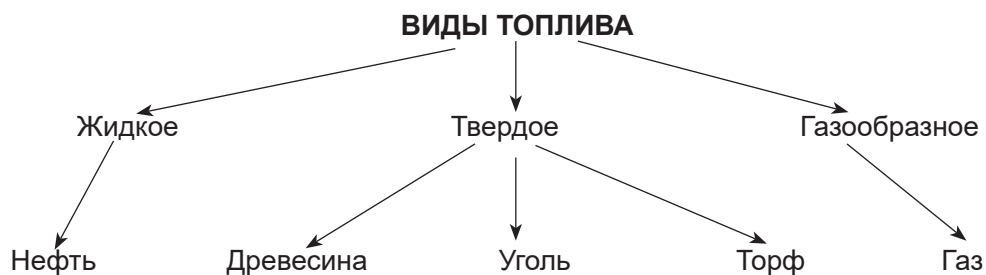 ВИДЫ ТОПЛИВА
Жидкое Твердое Газообразное
Нефть Древесина Уголь Торф Газ